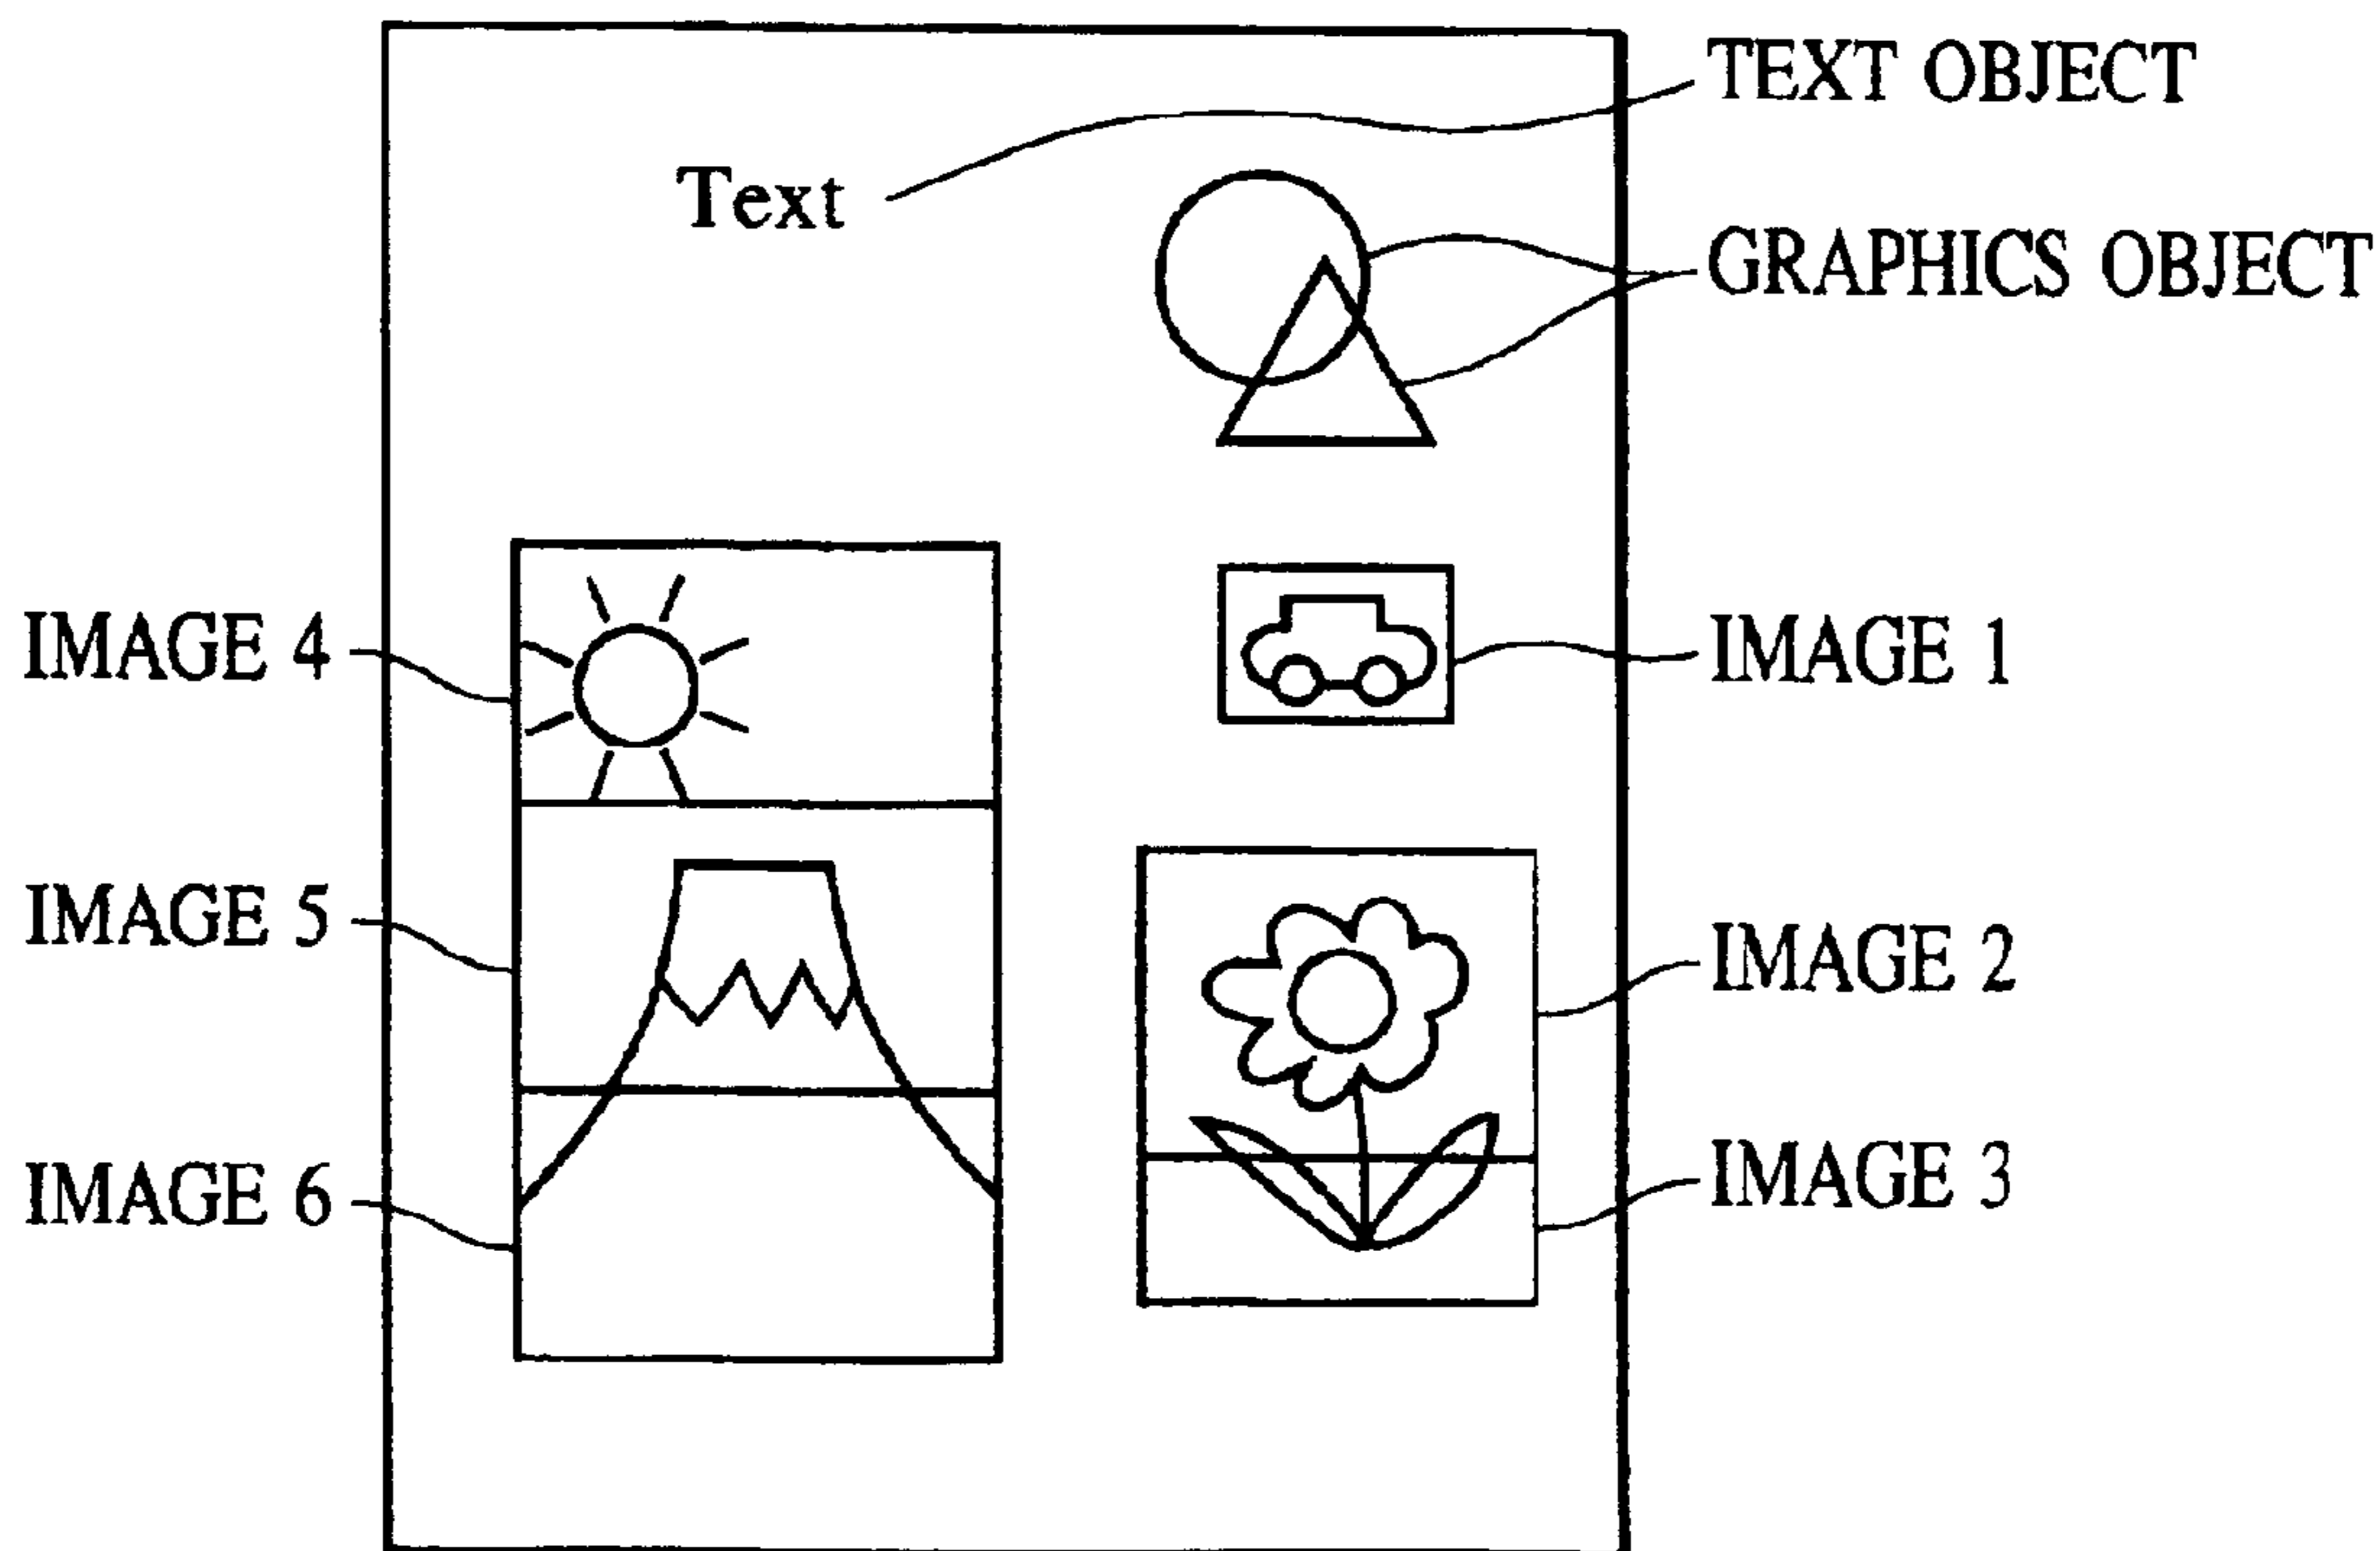 TEXT OBJECT
Text
GRAPHICS OBJECT
IMAGE 4
IMAGE 1
IMAGE 5
IMAGE 2
IMAGE 6
IMAGE 3